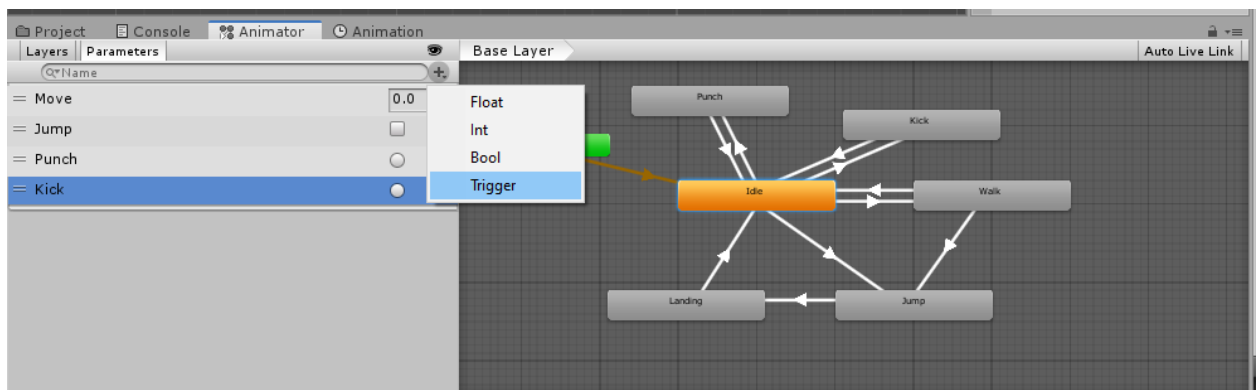 Project Console Animator Animation
Layers Parameters Base Layer Auto Live Link
Name
Move 0.0
Jump
Punch
Kick
Float
Int
Bool
Trigger
Punch
Kick
Idle
Walk
Landing
Jump